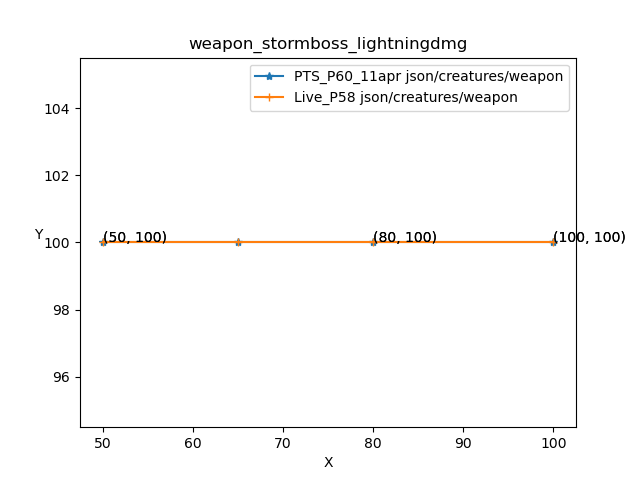 weapon_stormboss_lightningdmg
PTS_P60_11apr json/creatures/weapon
Live_P58 json/creatures/weapon
104
102
Y
100
98
96
(50, 100)
(80, 100)
(100, 100)
50
60
70
80
90
100
X